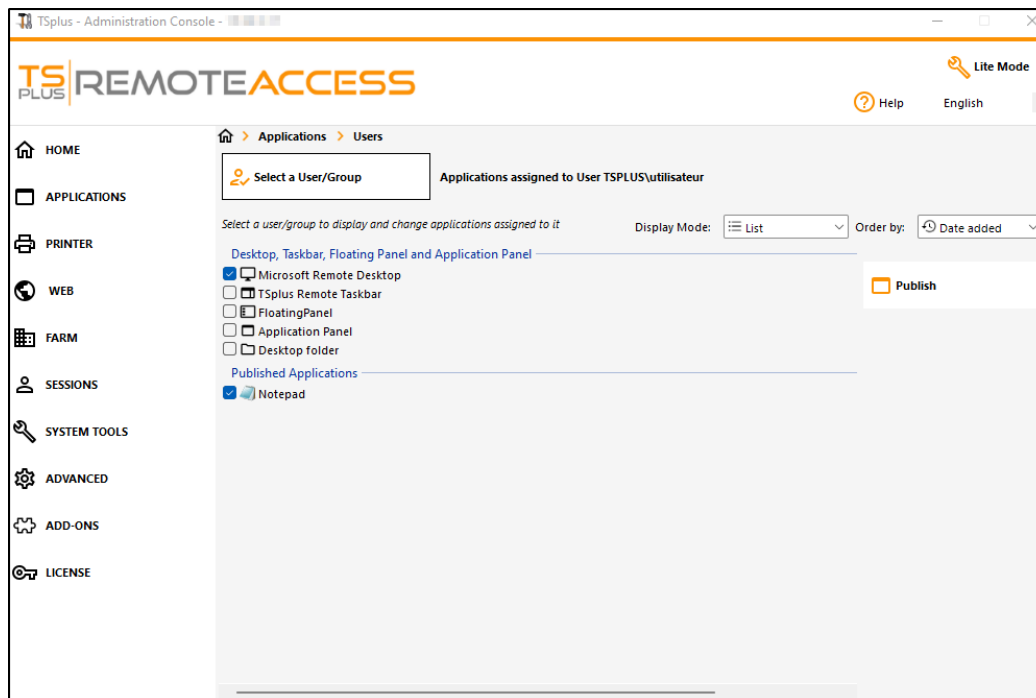 TSplus - Administration Console -
TS PLUS REMOTEACCESS
Lite Mode
Help English
HOME
APPLICATIONS
PRINTER
WEB
FARM
SESSIONS
SYSTEM TOOLS
ADVANCED
ADD-ONS
LICENSE
Applications > Users
Select a User/Group Applications assigned to User TSPLUS\utilisateur
Select a user/group to display and change applications assigned to it Display Mode: List Order by: Date added
Desktop, Taskbar, Floating Panel and Application Panel
Microsoft Remote Desktop
TSplus Remote Taskbar
FloatingPanel
Application Panel
Desktop folder
Published Applications
Notepad
Publish